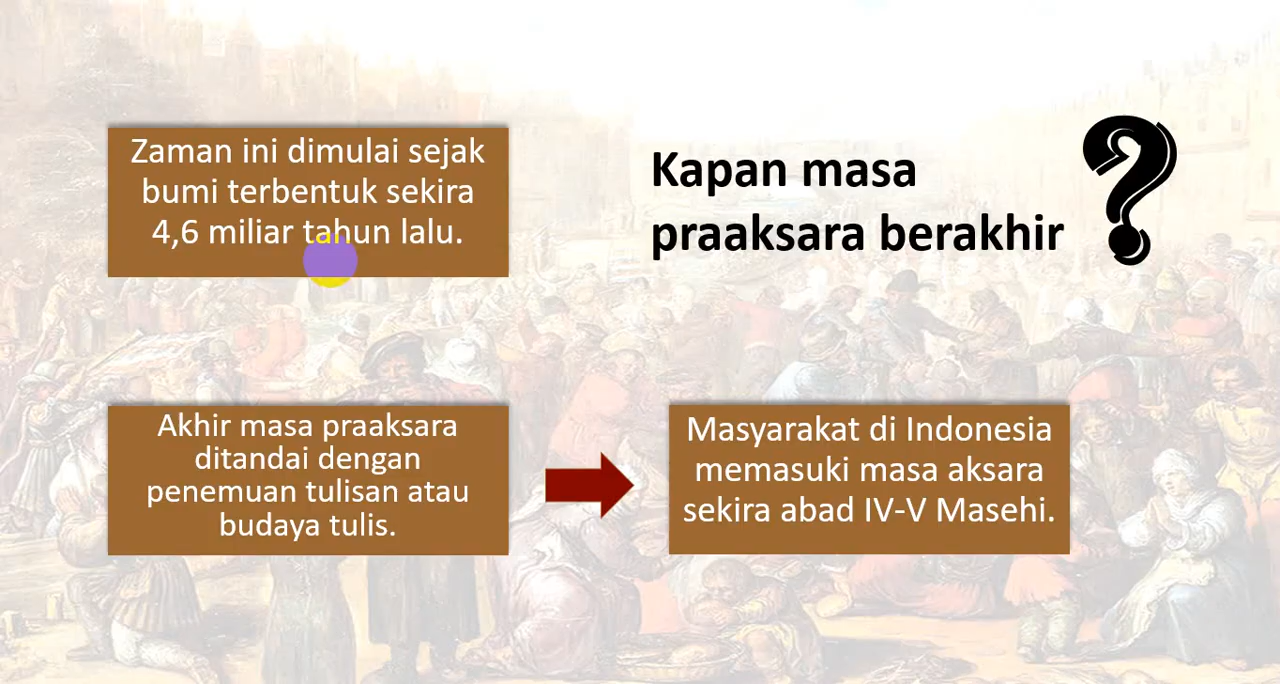 Zaman ini dimulai sejak
bumi terbentuk sekira
4,6 miliar tahun lalu.
Kapan masa
praaksara berakhir
?
Akhir masa praaksara
ditandai dengan
penemuan tulisan atau
budaya tulis.
Masyarakat di Indonesia
memasuki masa aksara
sekira abad IV-V Masehi.